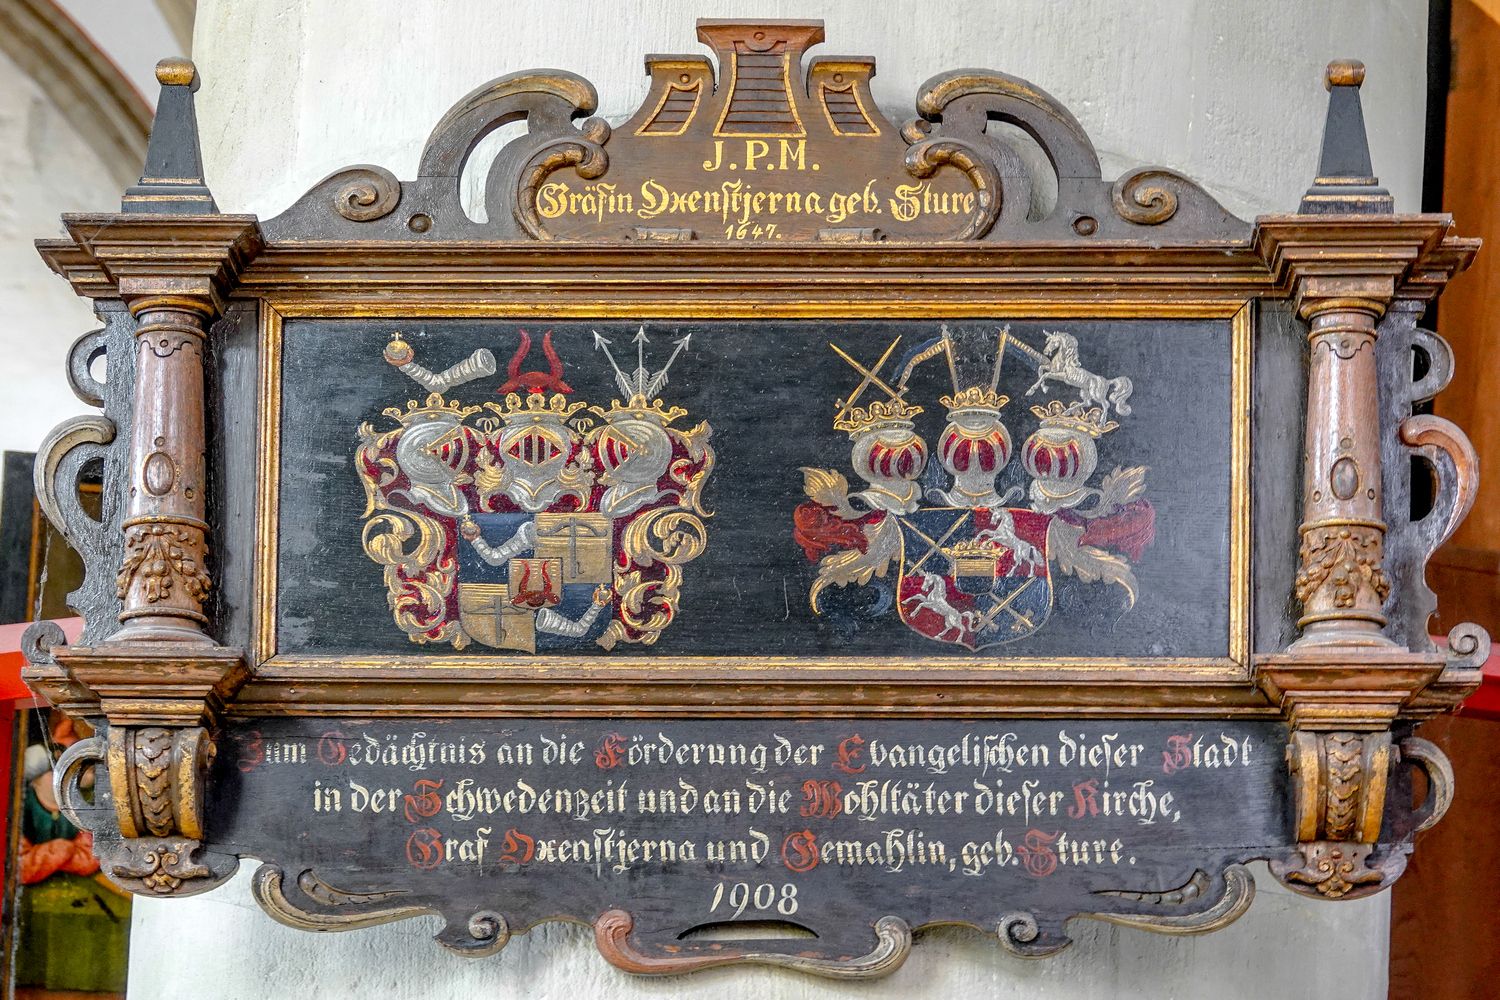 J.P.M.
Gräfin Oxenstjerna geb. Sture
1647.
Zum Gedächtnis an die Förderung der Evangelischen dieser Stadt
in der Schwedenzeit und an die Wohltäter dieser Kirche,
Graf Oxenstjerna und Gemahlin, geb. Sture.
1908